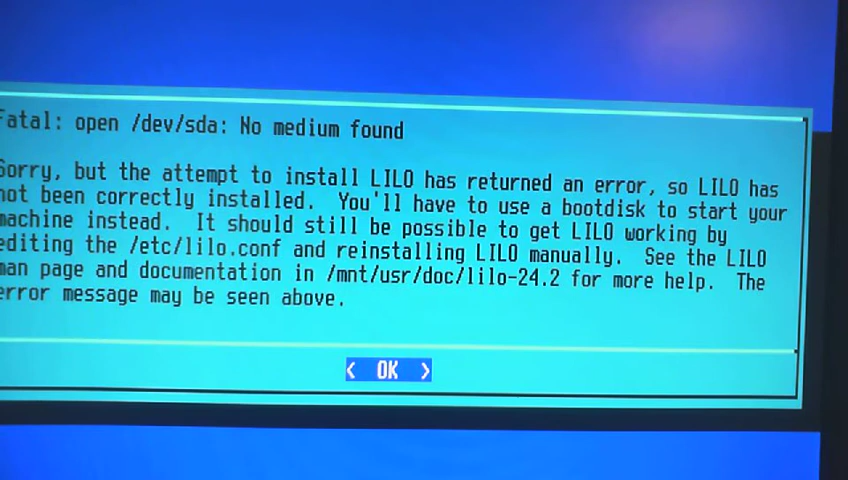 Fatal: open /dev/sda: No medium found
Sorry, but the attempt to install LILO has returned an error, so LILO has
not been correctly installed. You'll have to use a bootdisk to start your
machine instead. It should still be possible to get LILO working by
editing the /etc/lilo.conf and reinstalling LILO manually. See the LILO
man page and documentation in /mnt/usr/doc/lilo-24.2 for more help. The
error message may be seen above.
< OK >